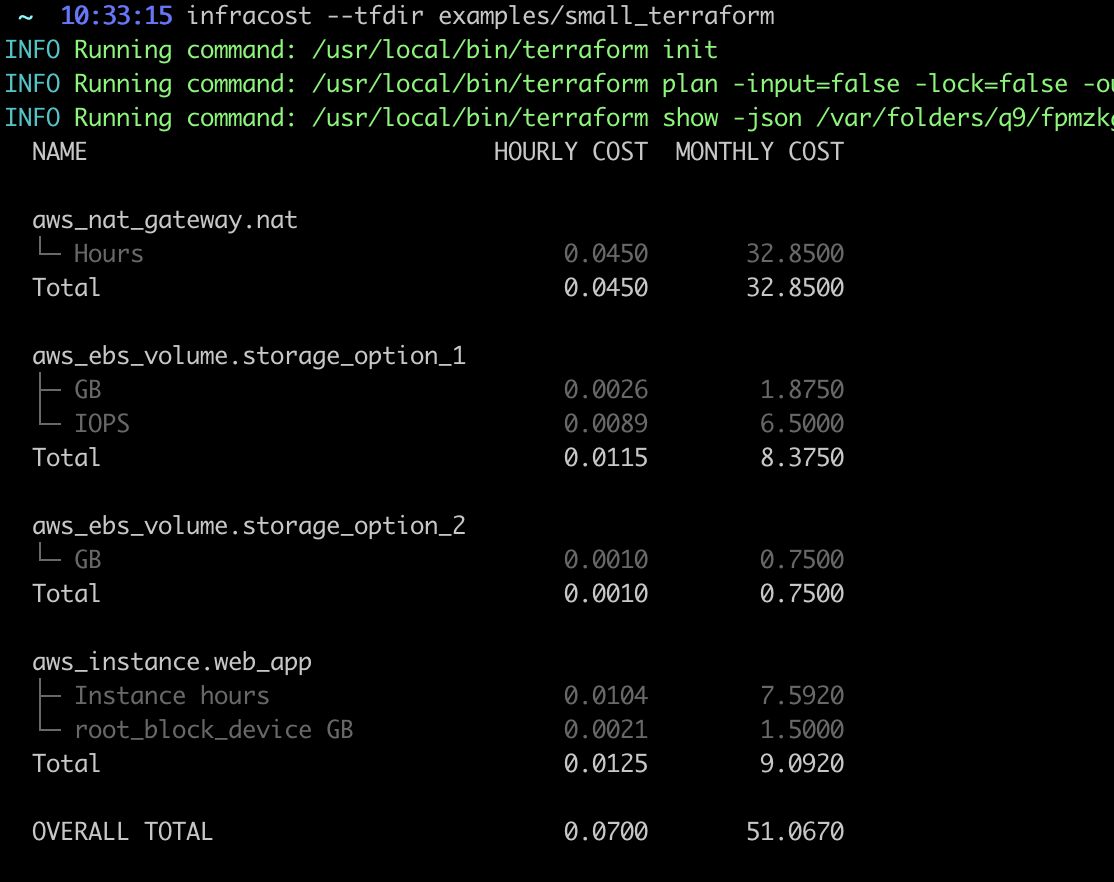 ~ 10:33:15 infracost --tfdir examples/small_terraform
INFO Running command: /usr/local/bin/terraform init
INFO Running command: /usr/local/bin/terraform plan -input=false -lock=false
INFO Running command: /usr/local/bin/terraform show -json
NAME HOURLY COST MONTHLY COST
aws_nat_gateway.nat
└─ Hours 0.0450 32.8500
Total 0.0450 32.8500
aws_ebs_volume.storage_option_1
├─ GB 0.0026 1.8750
└─ IOPS 0.0089 6.5000
Total 0.0115 8.3750
aws_ebs_volume.storage_option_2
└─ GB 0.0010 0.7500
Total 0.0010 0.7500
aws_instance.web_app
├─ Instance hours 0.0104 7.5920
└─ root_block_device GB 0.0021 1.5000
Total 0.0125 9.0920
OVERALL TOTAL 0.0700 51.0670